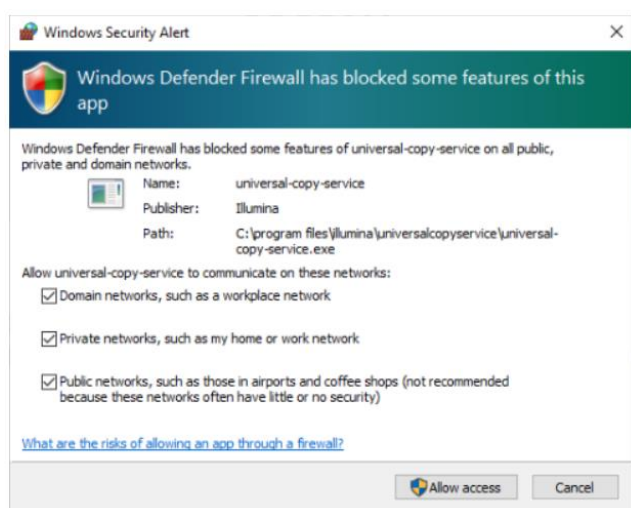 Windows Security Alert
Windows Defender Firewall has blocked some features of this
app
Windows Defender Firewall has blocked some features of universal-copy-service on all public,
private and domain networks.
Name: universal-copy-service
Publisher: Illumina
Path: C:\program files\illumina\universalcopyservice\universal-
copy-service.exe
Allow universal-copy-service to communicate on these networks:
Domain networks, such as a workplace network
Private networks, such as my home or work network
Public networks, such as those in airports and coffee shops (not recommended
because these networks often have little or no security)
What are the risks of allowing an app through a firewall?
Allow access Cancel